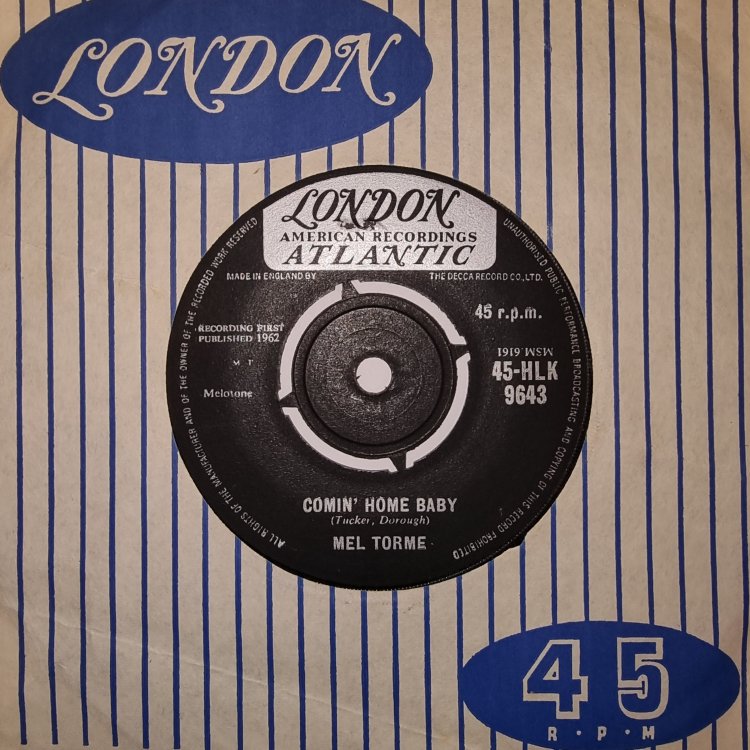 LONDON
LONDON
AMERICAN RECORDINGS
ATLANTIC
MADE IN ENGLAND BY
THE DECCA RECORD CO., LTD.
45 r.p.m.
RECORDING FIRST
PUBLISHED 1962
M T
MSM.6161
45-HLK
9643
Melotone
COMIN' HOME BABY
(Tucker, Dorough)
MEL TORME
ALL RIGHTS OF THE MANUFACTURER AND OF THE OWNER OF THE RECORDED WORK RESERVED
UNAUTHORISED PUBLIC PERFORMANCE BROADCASTING AND COPYING OF THIS RECORD PROHIBITED
45
R·P·M